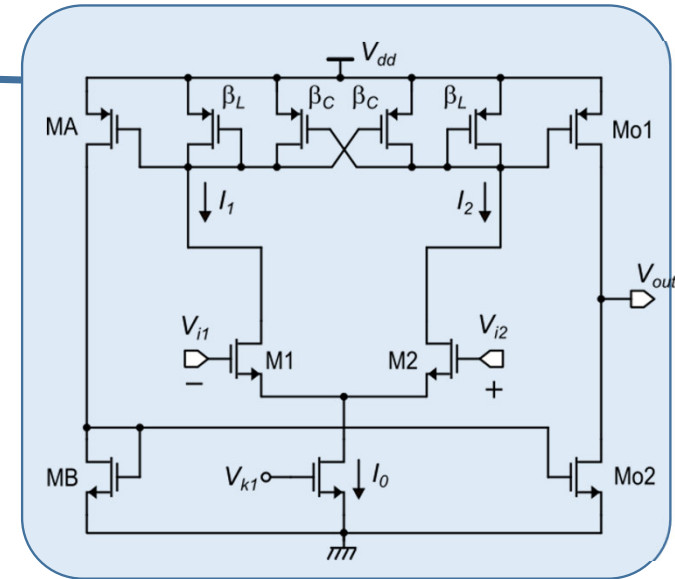 Vdd
βL βC βC βL
MA Mo1
I1 I2
Vout
Vi1 Vi2
M1 M2
− +
MB Vk1 I0 Mo2